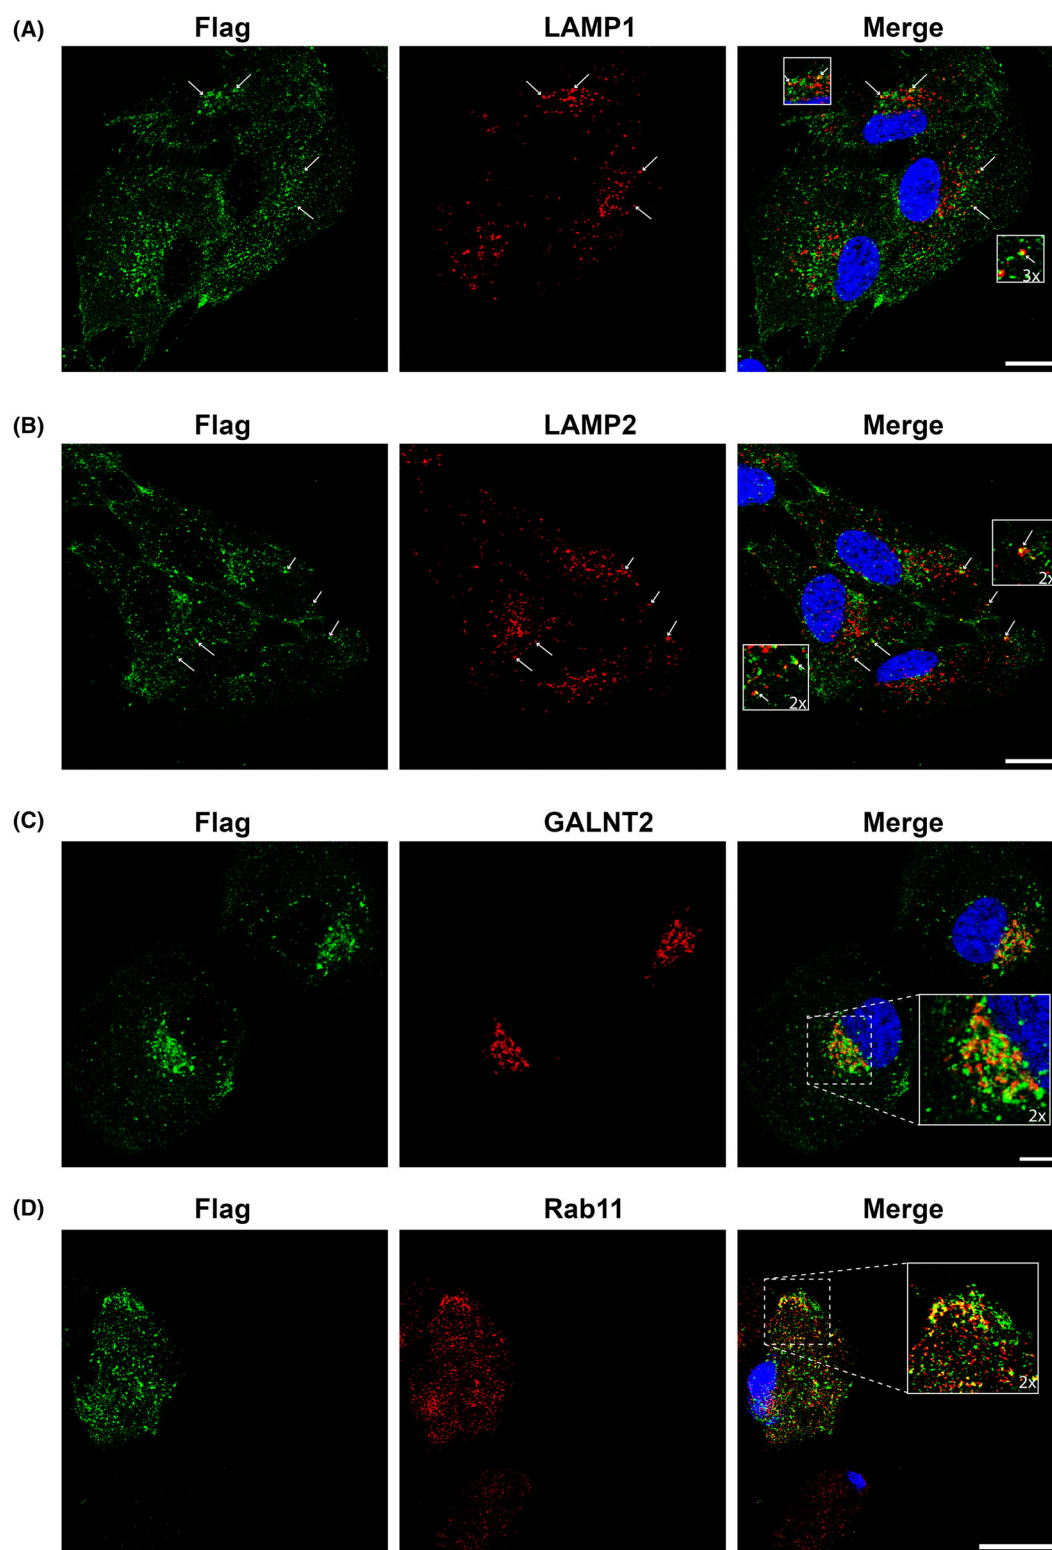 (A) Flag LAMP1 Merge
3x
(B) Flag LAMP2 Merge
2x
2x
(C) Flag GALNT2 Merge
2x
(D) Flag Rab11 Merge
2x